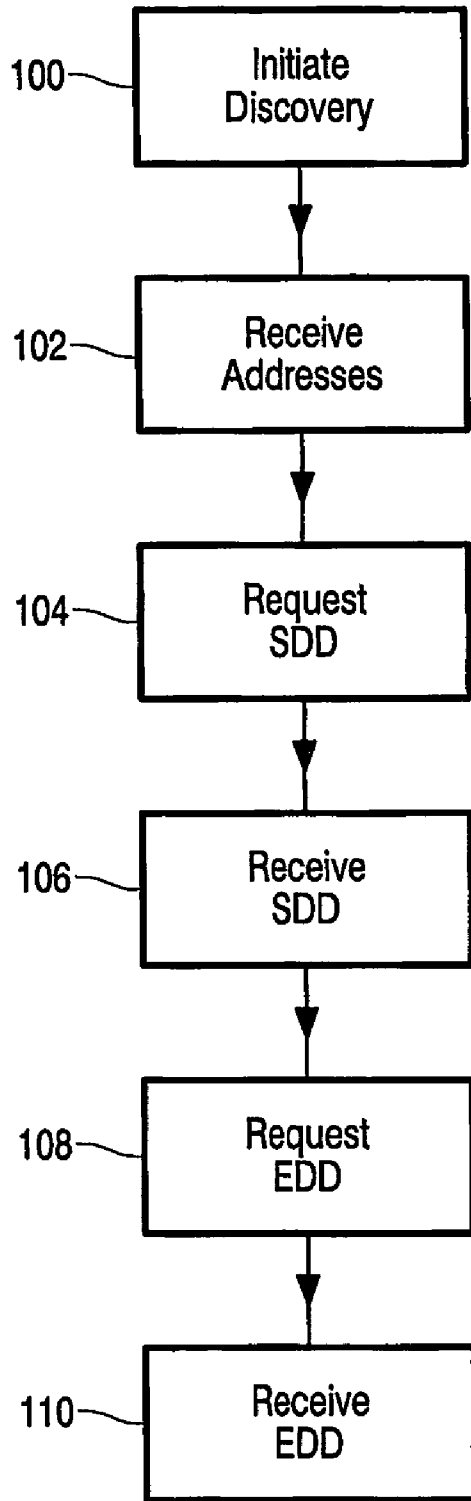 100
Initiate
Discovery
102
Receive
Addresses
104
Request
SDD
106
Receive
SDD
108
Request
EDD
110
Receive
EDD